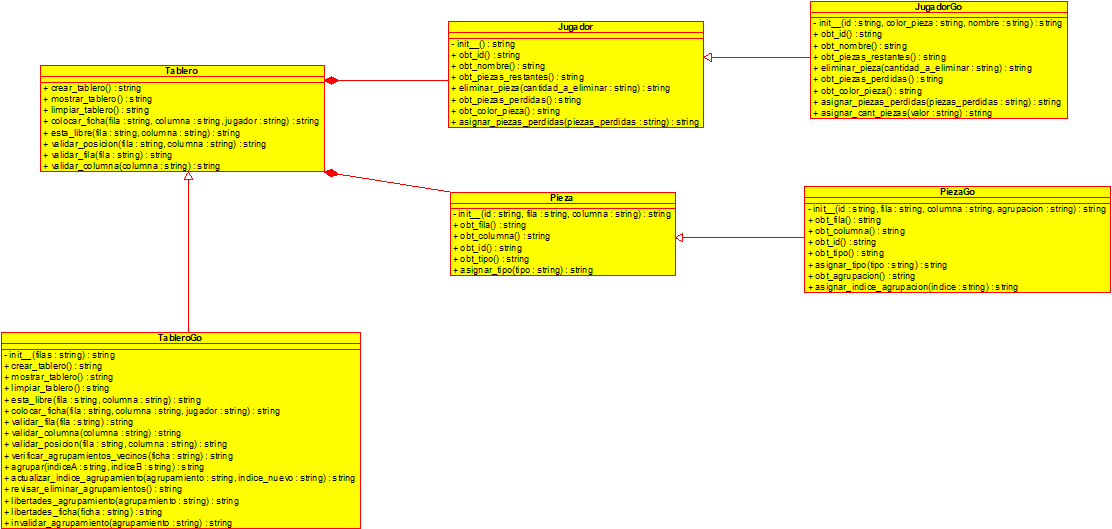 Tablero
+ crear_tablero() : string
+ mostrar_tablero() : string
+ limpiar_tablero() : string
+ colocar_ficha(fila : string, columna : string, jugador : string) : string
+ esta_libre(fila : string, columna : string) : string
+ validar_posicion(fila : string, columna : string) : string
+ validar_fila(fila : string) : string
+ validar_columna(columna : string) : string
Jugador
- init__() : string
+ obt_id() : string
+ obt_nombre() : string
+ obt_piezas_restantes() : string
+ eliminar_pieza(cantidad_a_eliminar : string) : string
+ obt_piezas_perdidas() : string
+ obt_color_pieza() : string
+ asignar_piezas_perdidas(piezas_perdidas : string) : string
JugadorGo
- init__(id : string, color_pieza : string, nombre : string) : string
+ obt_id() : string
+ obt_nombre() : string
+ obt_piezas_restantes() : string
+ eliminar_pieza(cantidad_a_eliminar : string) : string
+ obt_piezas_perdidas() : string
+ obt_color_pieza() : string
+ asignar_piezas_perdidas(piezas_perdidas : string) : string
+ asignar_cant_piezas(valor : string) : string
Pieza
- init__(id : string, fila : string, columna : string) : string
+ obt_fila() : string
+ obt_columna() : string
+ obt_id() : string
+ obt_tipo() : string
+ asignar_tipo(tipo : string) : string
PiezaGo
- init__(id : string, fila : string, columna : string, agrupacion : string) : string
+ obt_fila() : string
+ obt_columna() : string
+ obt_id() : string
+ obt_tipo() : string
+ asignar_tipo(tipo : string) : string
+ obt_agrupacion() : string
+ asignar_indice_agrupacion(indice : string) : string
TableroGo
- init__(filas : string) : string
+ crear_tablero() : string
+ mostrar_tablero() : string
+ limpiar_tablero() : string
+ esta_libre(fila : string, columna : string) : string
+ colocar_ficha(fila : string, columna : string, jugador : string) : string
+ validar_fila(fila : string) : string
+ validar_columna(columna : string) : string
+ validar_posicion(fila : string, columna : string) : string
+ verificar_agrupamientos_vecinos(ficha : string) : string
+ agrupar(indiceA : string, indiceB : string) : string
+ actualizar_indice_agrupamiento(agrupamiento : string, indice_nuevo : string) : string
+ revisar_eliminar_agrupamientos() : string
+ libertades_agrupamiento(agrupamiento : string) : string
+ libertades_ficha(ficha : string) : string
+ invalidar_agrupamiento(agrupamiento : string) : string